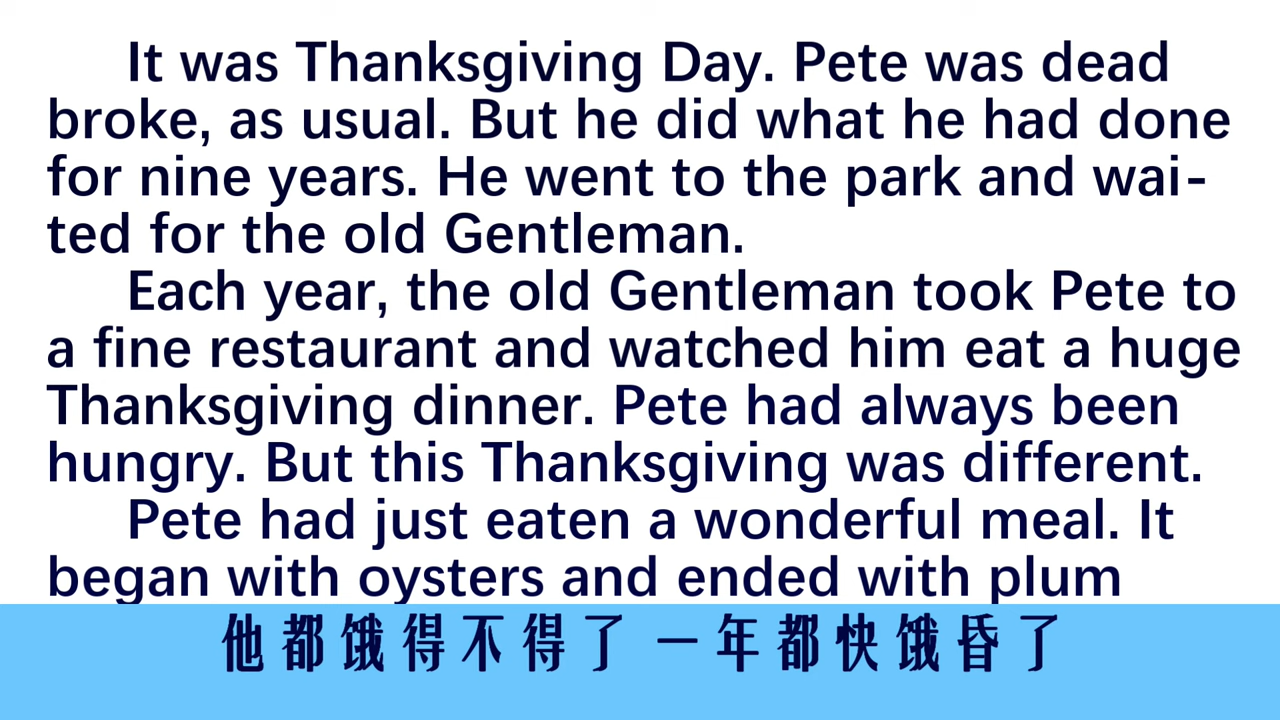 It was Thanksgiving Day. Pete was dead
broke, as usual. But he did what he had done
for nine years. He went to the park and wai-
ted for the old Gentleman.
Each year, the old Gentleman took Pete to
a fine restaurant and watched him eat a huge
Thanksgiving dinner. Pete had always been
hungry. But this Thanksgiving was different.
Pete had just eaten a wonderful meal. It
began with oysters and ended with plum
他都饿得不得了 一年都快饿昏了